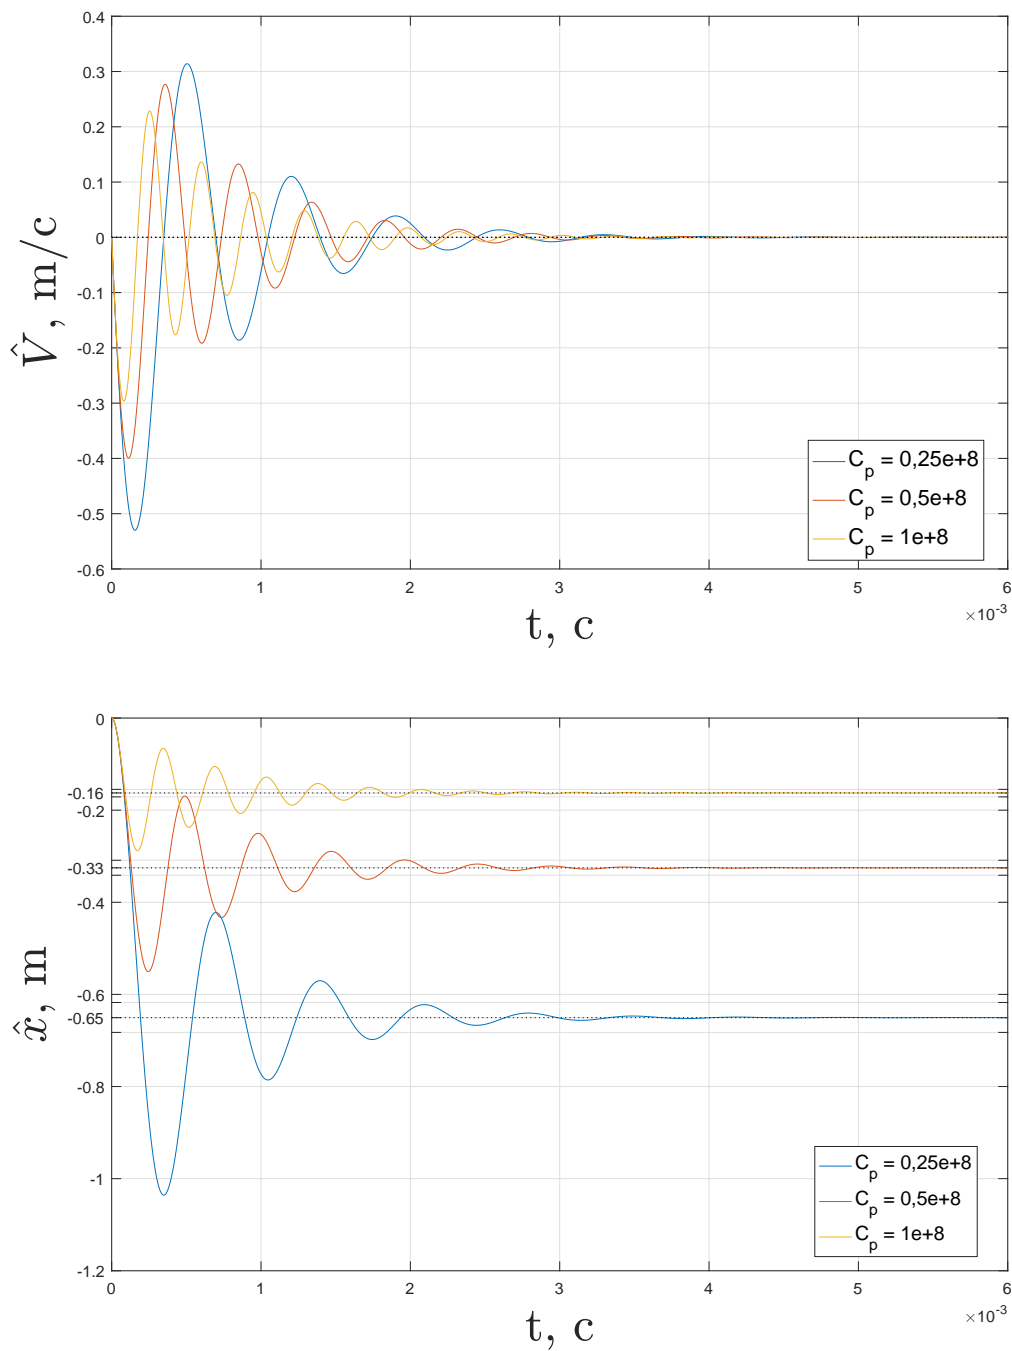 0.4
0.3
0.2
0.1
0
-0.1
-0.2
-0.3
-0.4
-0.5
-0.6
V̂, m/c
C_p = 0,25e+8
C_p = 0,5e+8
C_p = 1e+8
0 1 2 3 4 5 6
×10^-3
t, c
0
-0.16
-0.2
-0.33
-0.4
-0.6
-0.65
-0.8
-1
-1.2
x̂, m
C_p = 0,25e+8
C_p = 0,5e+8
C_p = 1e+8
0 1 2 3 4 5 6
×10^-3
t, c